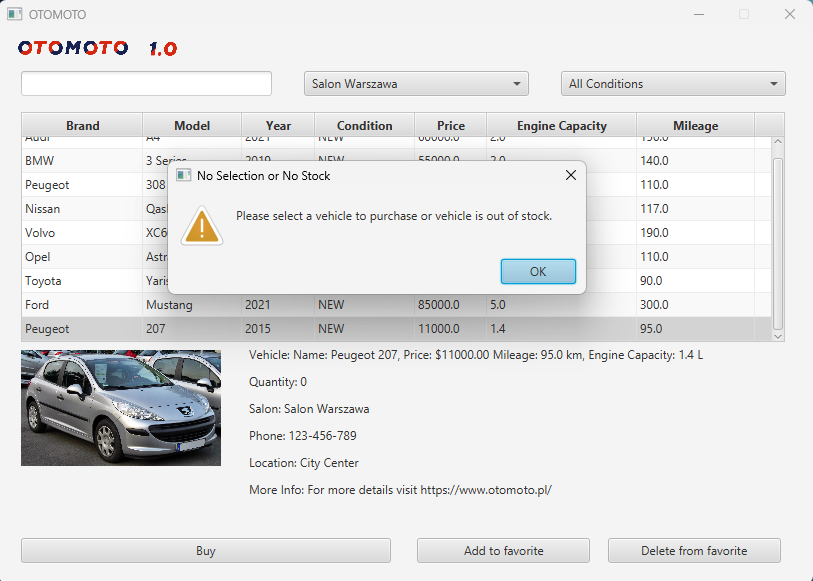 OTOMOTO
OTOMOTO 1.0
Salon Warszawa
All Conditions
Brand Model Year Condition Price Engine Capacity Mileage
Audi A4 2021 NEW 60000.0 2.0 150.0
BMW 3 Series 2019 55000.0 2.0 140.0
Peugeot 308 110.0
Nissan Qas 117.0
Volvo XC6 190.0
Opel Astr 110.0
Toyota Yaris 90.0
Ford Mustang 2021 NEW 85000.0 5.0 300.0
Peugeot 207 2015 NEW 11000.0 1.4 95.0
No Selection or No Stock
Please select a vehicle to purchase or vehicle is out of stock.
OK
Vehicle: Name: Peugeot 207, Price: $11000.00 Mileage: 95.0 km, Engine Capacity: 1.4 L
Quantity: 0
Salon: Salon Warszawa
Phone: 123-456-789
Location: City Center
More Info: For more details visit https://www.otomoto.pl/
Buy
Add to favorite
Delete from favorite